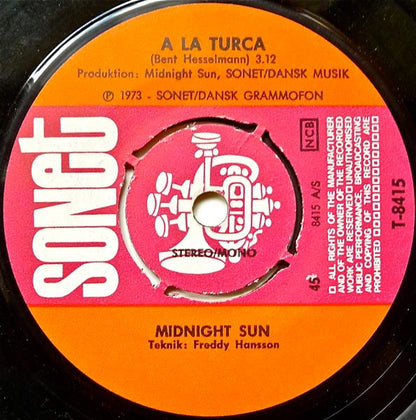 A LA TURCA
(Bent Hesselmann) 3.12
Produktion: Midnight Sun, SONET/DANSK MUSIK
Ⓟ 1973 - SONET/DANSK GRAMMOFON
sonet
STEREO/MONO
NCB
8415 A/S
45
ALL RIGHTS OF THE MANUFACTURER
AND OF THE OWNER OF THE RECORDED
WORK ARE RESERVED UNAUTHORISED
PUBLIC PERFORMANCE, BROADCASTING
AND COPYING OF THIS RECORD ARE
PROHIBITED
T-8415
MIDNIGHT SUN
Teknik: Freddy Hansson